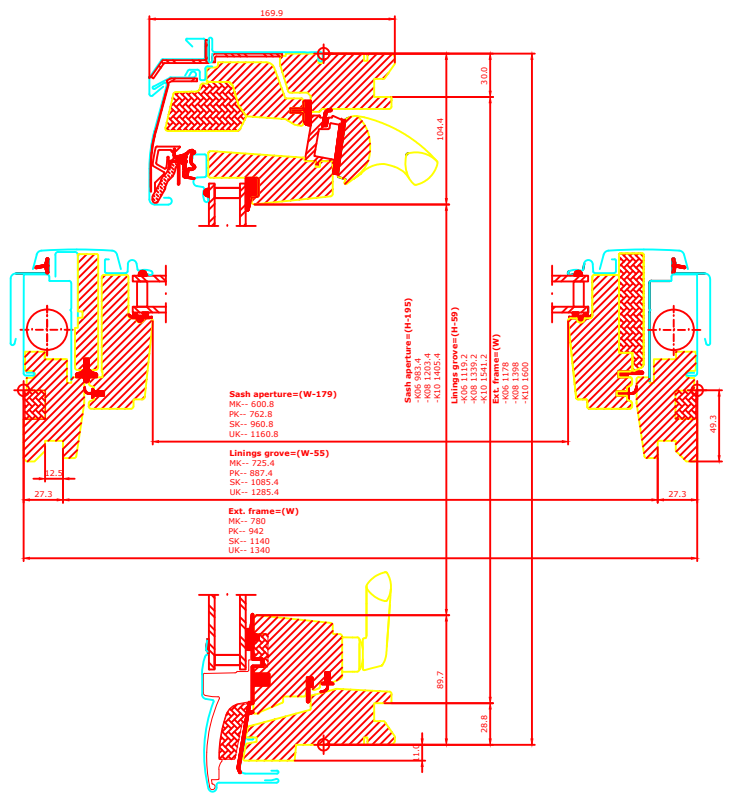 169.9
30.0
104.4
Sash aperture=(H-195)
-K06 983.4
-K08 1203.4
-K10 1405.4
Linings grove=(H-59)
-K06 1119.2
-K08 1339.2
-K10 1541.2
Ext. frame=(W)
-K06 1178
-K08 1398
-K10 1600
Sash aperture=(W-179)
MK-- 600.8
PK-- 762.8
SK-- 960.8
UK-- 1160.8
49.3
Linings grove=(W-55)
MK-- 725.4
PK-- 887.4
SK-- 1085.4
UK-- 1285.4
12.5
27.3
27.3
Ext. frame=(W)
MK-- 780
PK-- 942
SK-- 1140
UK-- 1340
89.7
28.8
11.0